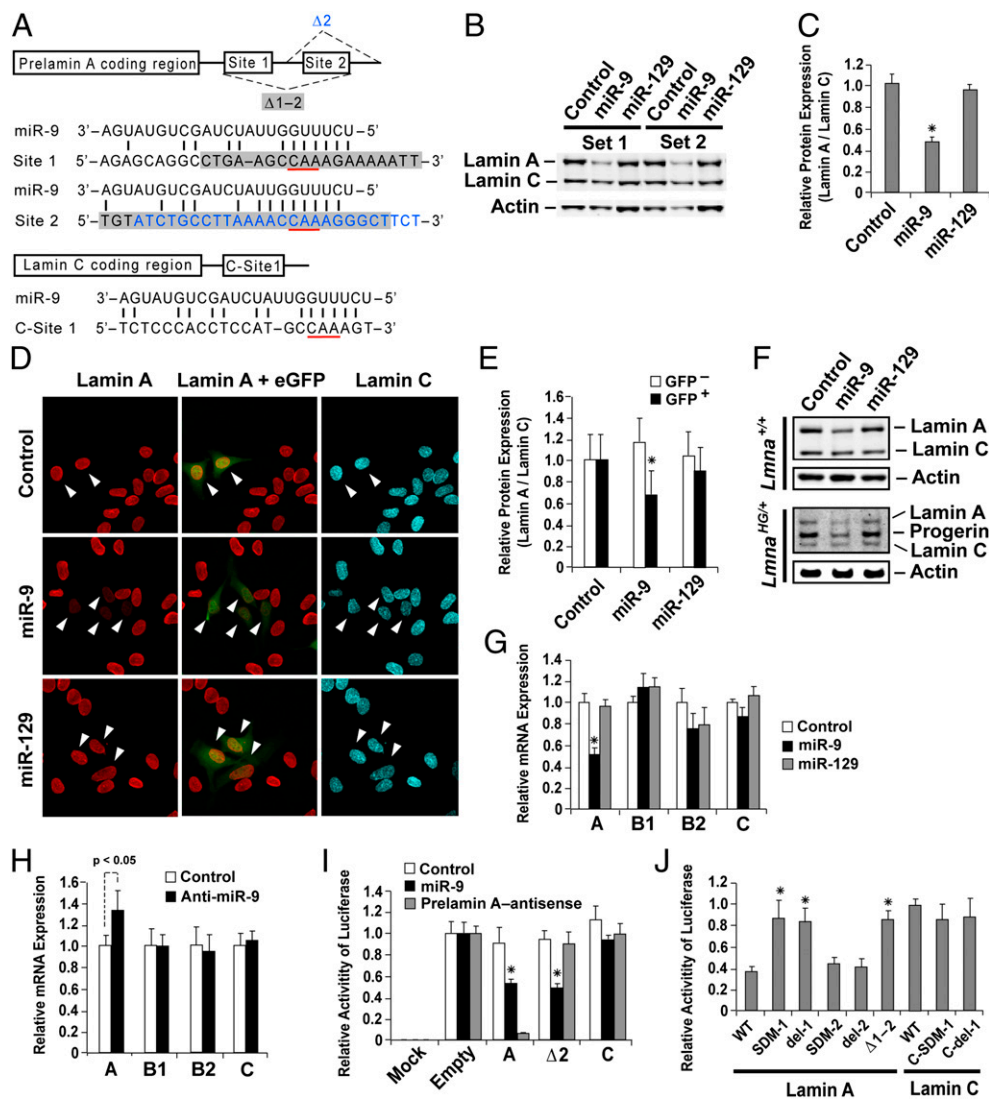 A
Δ2
Prelamin A coding region
Site 1
Site 2
Δ1–2
miR-9
3'–AGUAUGUCGAUCUAUUGGUUUCU–5'
Site 1
5'–AGAGCAGGCCTGA–AGCCAAAGAAAAATT–3'
miR-9
3'–AGUAUGUCGAUCUAUUGGUUUCU–5'
Site 2
5'–TGTATCTGCCTTAAAACCAAAGGGCTTCT–3'
Lamin C coding region
C-Site1
miR-9
3'–AGUAUGUCGAUCUAUUGGUUUCU–5'
C-Site 1
5'–TCTCCCACCTCCAT–GCCAAAGT–3'
B
Control
miR-9
miR-129
Control
miR-9
miR-129
Set 1
Set 2
Lamin A
Lamin C
Actin
C
Relative Protein Expression
(Lamin A / Lamin C)
1.2
1.0
0.8
0.6
0.4
0.2
0
*
Control
miR-9
miR-129
D
Lamin A
Lamin A + eGFP
Lamin C
Control
miR-9
miR-129
E
GFP –
GFP +
Relative Protein Expression
(Lamin A / Lamin C)
1.6
1.4
1.2
1.0
0.8
0.6
0.4
0.2
0
*
Control
miR-9
miR-129
F
Control
miR-9
miR-129
Lmna+/+
Lamin A
Lamin C
Actin
LmnaHG/+
Lamin A
Progerin
Lamin C
Actin
G
Relative mRNA Expression
1.4
1.2
1.0
0.8
0.6
0.4
0.2
0
*
A
B1
B2
C
Control
miR-9
miR-129
H
p < 0.05
Control
Anti-miR-9
Relative mRNA Expression
1.6
1.4
1.2
1.0
0.8
0.6
0.4
0.2
0
A
B1
B2
C
I
Control
miR-9
Prelamin A–antisense
Relative Activity of Luciferase
1.4
1.2
1.0
0.8
0.6
0.4
0.2
0
*
*
Mock
Empty
A
Δ2
C
J
Relative Activitity of Luciferase
1.2
1.0
0.8
0.6
0.4
0.2
0
*
*
*
WT
SDM-1
del-1
SDM-2
del-2
Δ1–2
WT
C-SDM-1
C-del-1
Lamin A
Lamin C